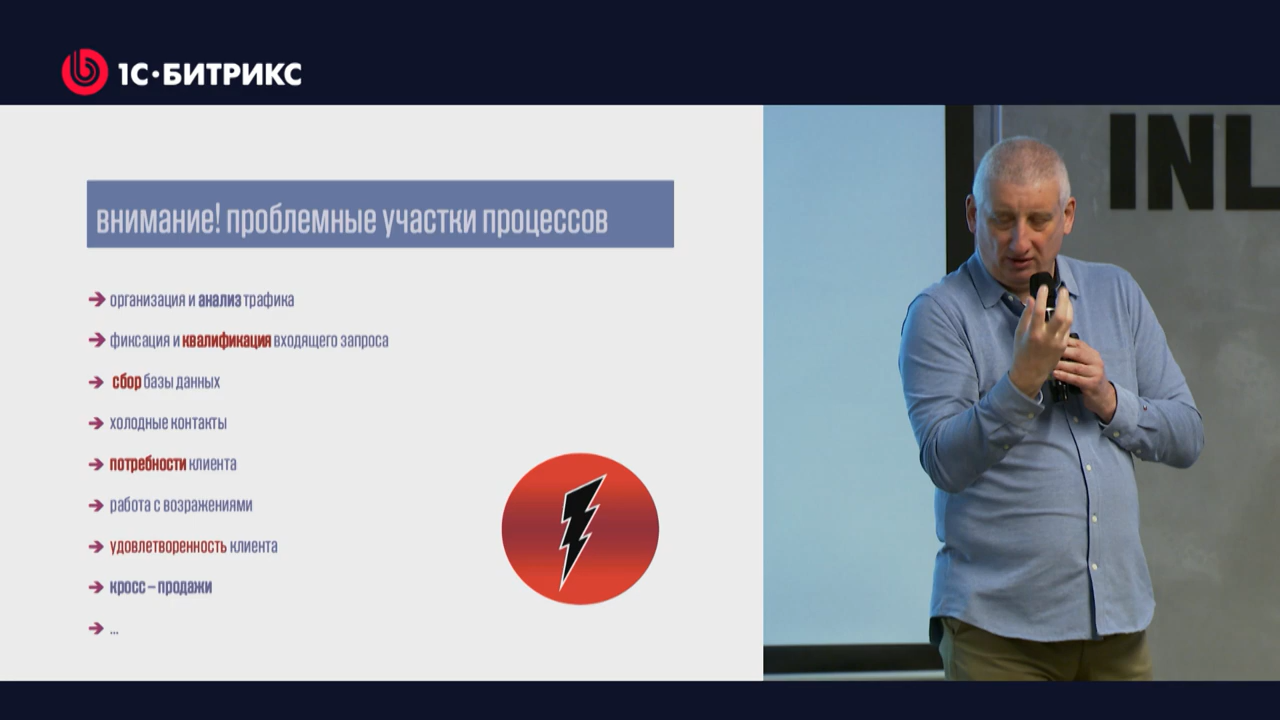 1С·БИТРИКС
внимание! проблемные участки процессов
организация и анализ трафика
фиксация и квалификация входящего запроса
сбор базы данных
холодные контакты
потребности клиента
работа с возражениями
удовлетворенность клиента
кросс – продажи
...
INL